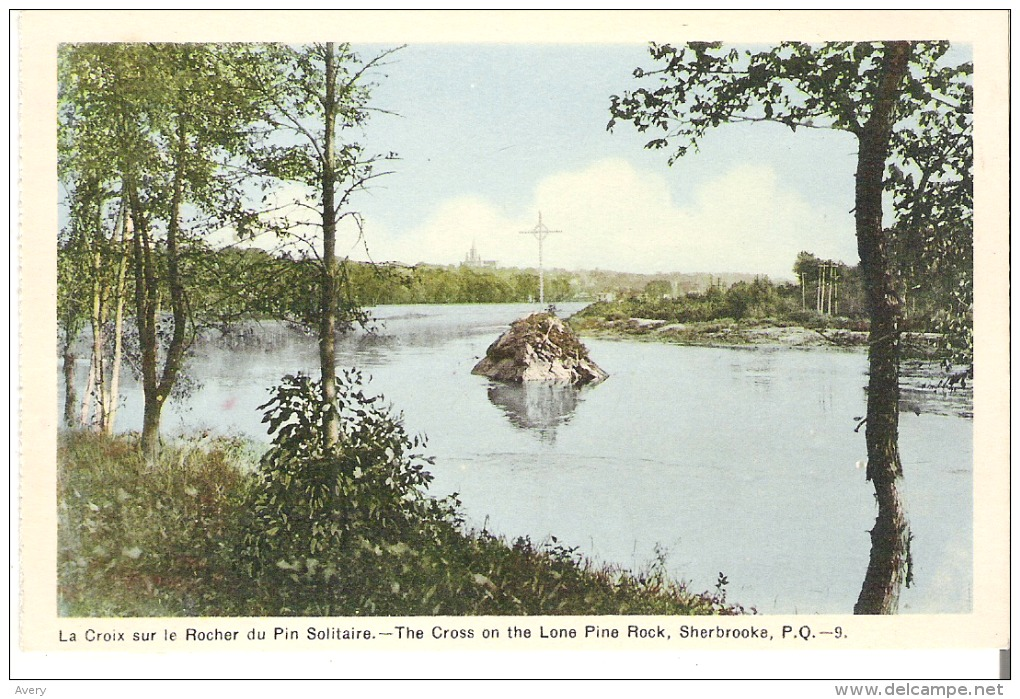 La Croix sur le Rocher du Pin Solitaire.—The Cross on the Lone Pine Rock, Sherbrooke, P.Q.—9.
Avery
www.delcampe.net